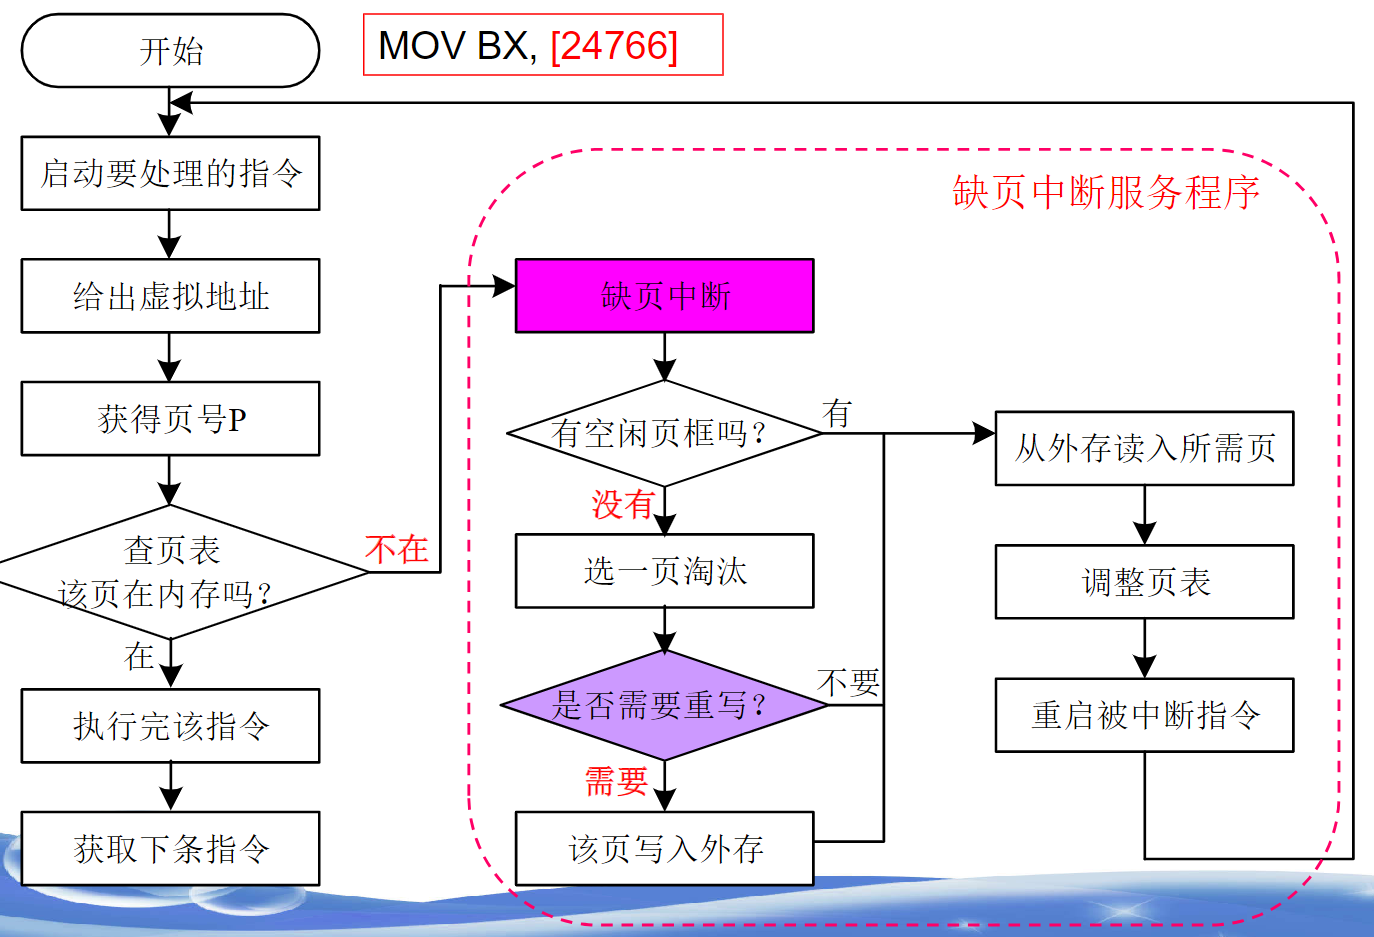 开始
MOV BX, [24766]
启动要处理的指令
给出虚拟地址
获得页号P
查页表
该页在内存吗？
不在
在
执行完该指令
获取下条指令
缺页中断服务程序
缺页中断
有空闲页框吗？
有
没有
选一页淘汰
是否需要重写？
不要
需要
该页写入外存
从外存读入所需页
调整页表
重启被中断指令